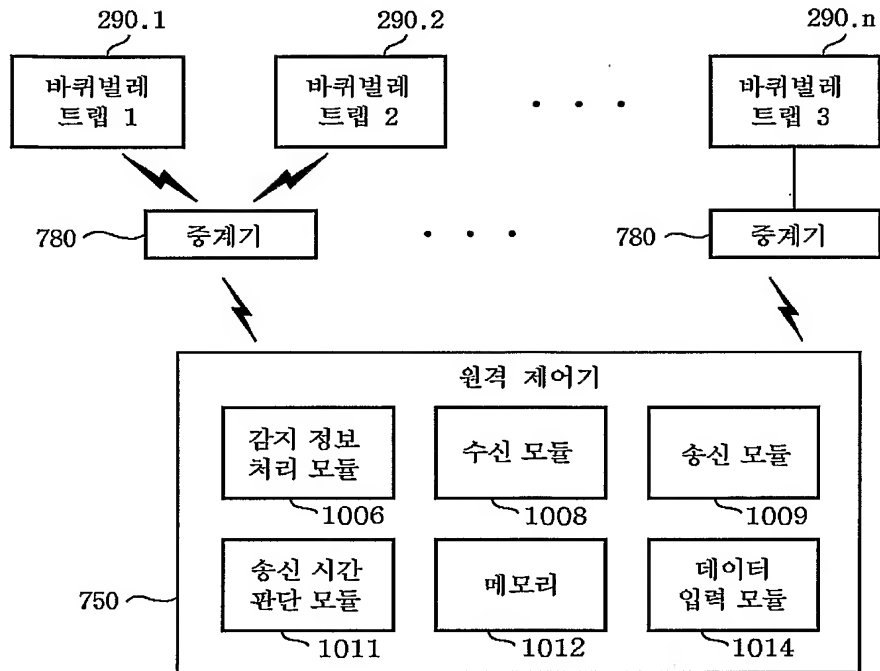 290.1
290.2
290.n
바퀴벌레
트랩 1
바퀴벌레
트랩 2
바퀴벌레
트랩 3
780
중계기
780
중계기
원격 제어기
감지 정보
처리 모듈
수신 모듈
송신 모듈
1006
1008
1009
750
송신 시간
판단 모듈
메모리
데이터
입력 모듈
1011
1012
1014